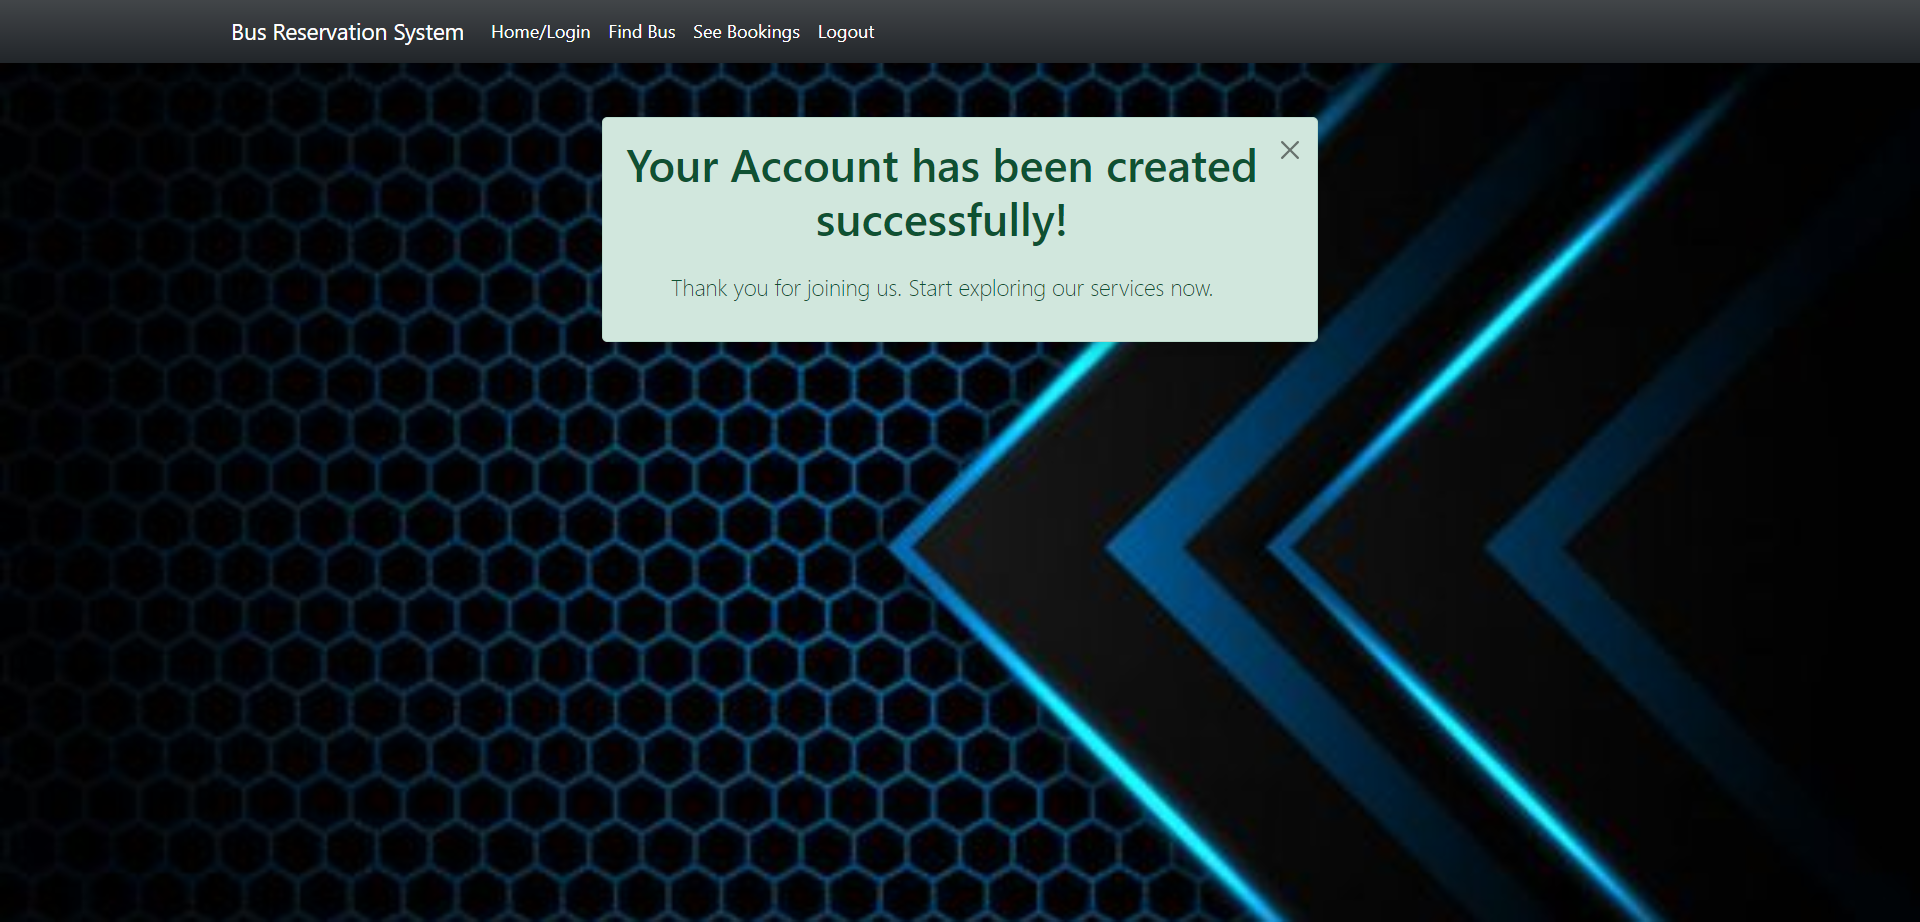 Bus Reservation System Home/Login Find Bus See Bookings Logout
Your Account has been created
successfully!
Thank you for joining us. Start exploring our services now.